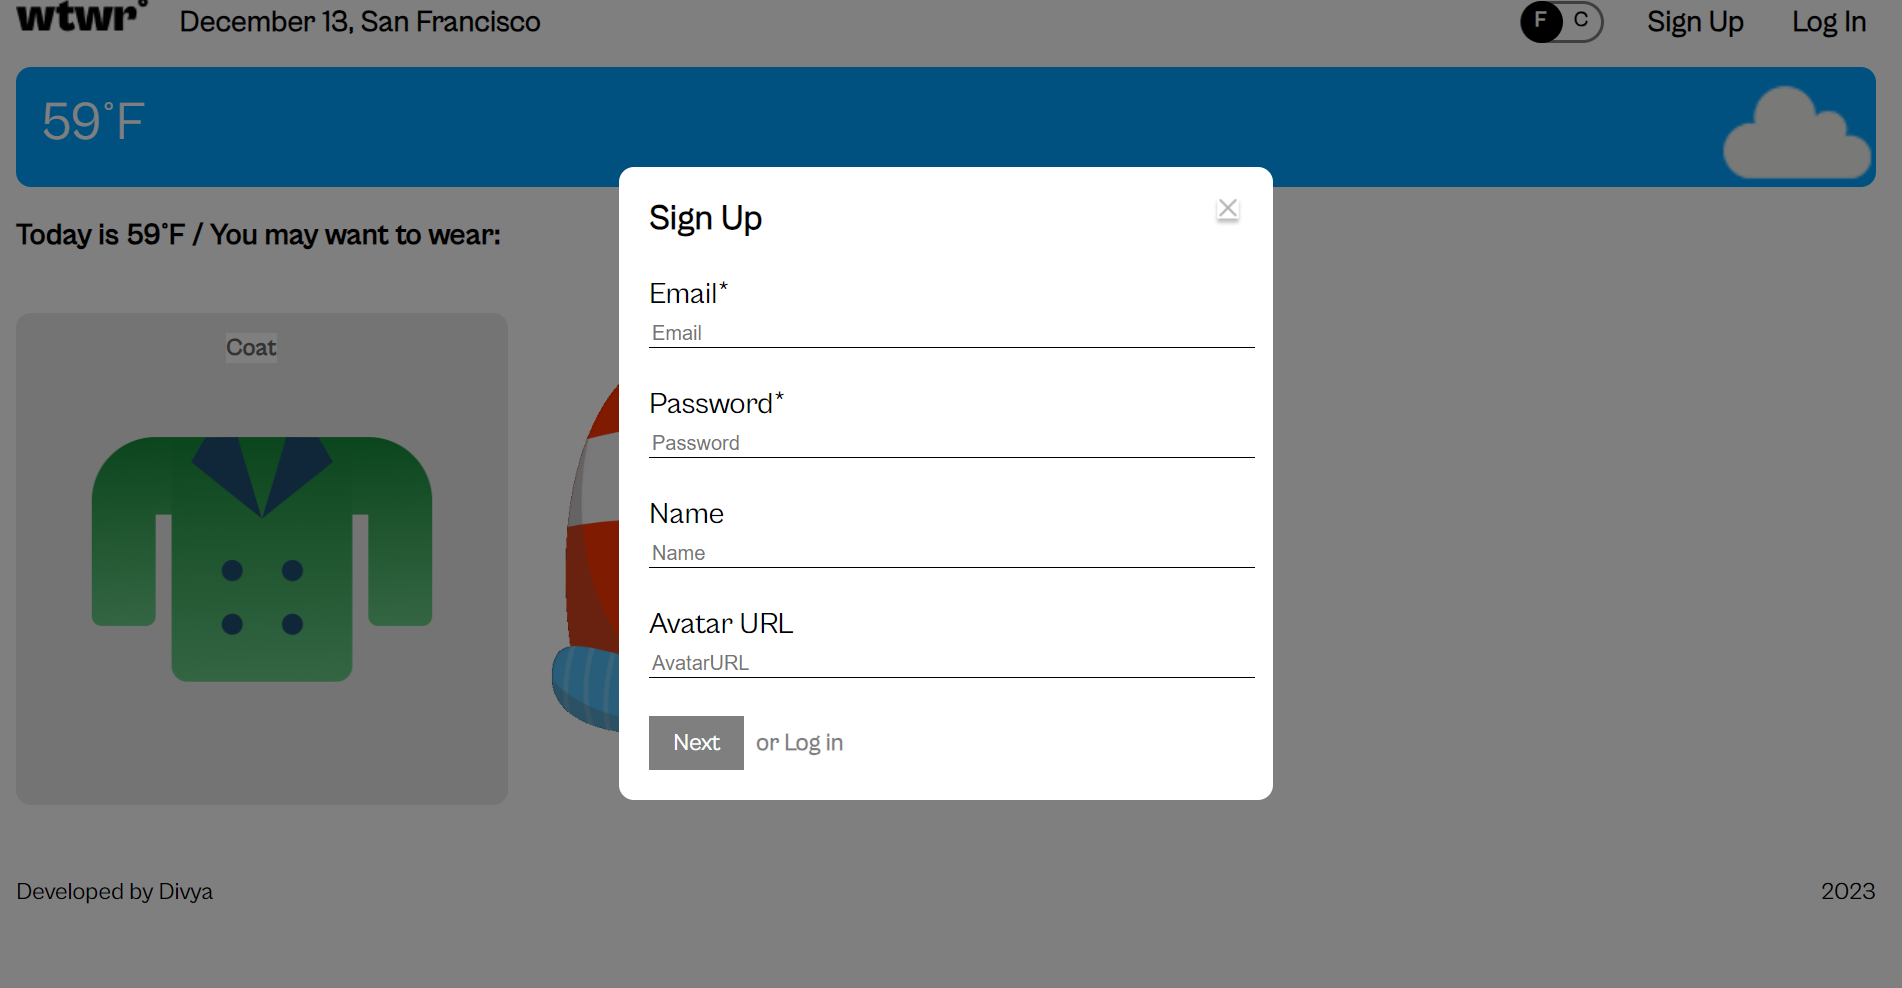 wtwr° December 13, San Francisco F C Sign Up Log In
59°F
Today is 59°F / You may want to wear:
Coat
Sign Up
Email*
Email
Password*
Password
Name
Name
Avatar URL
AvatarURL
Next or Log in
Developed by Divya 2023